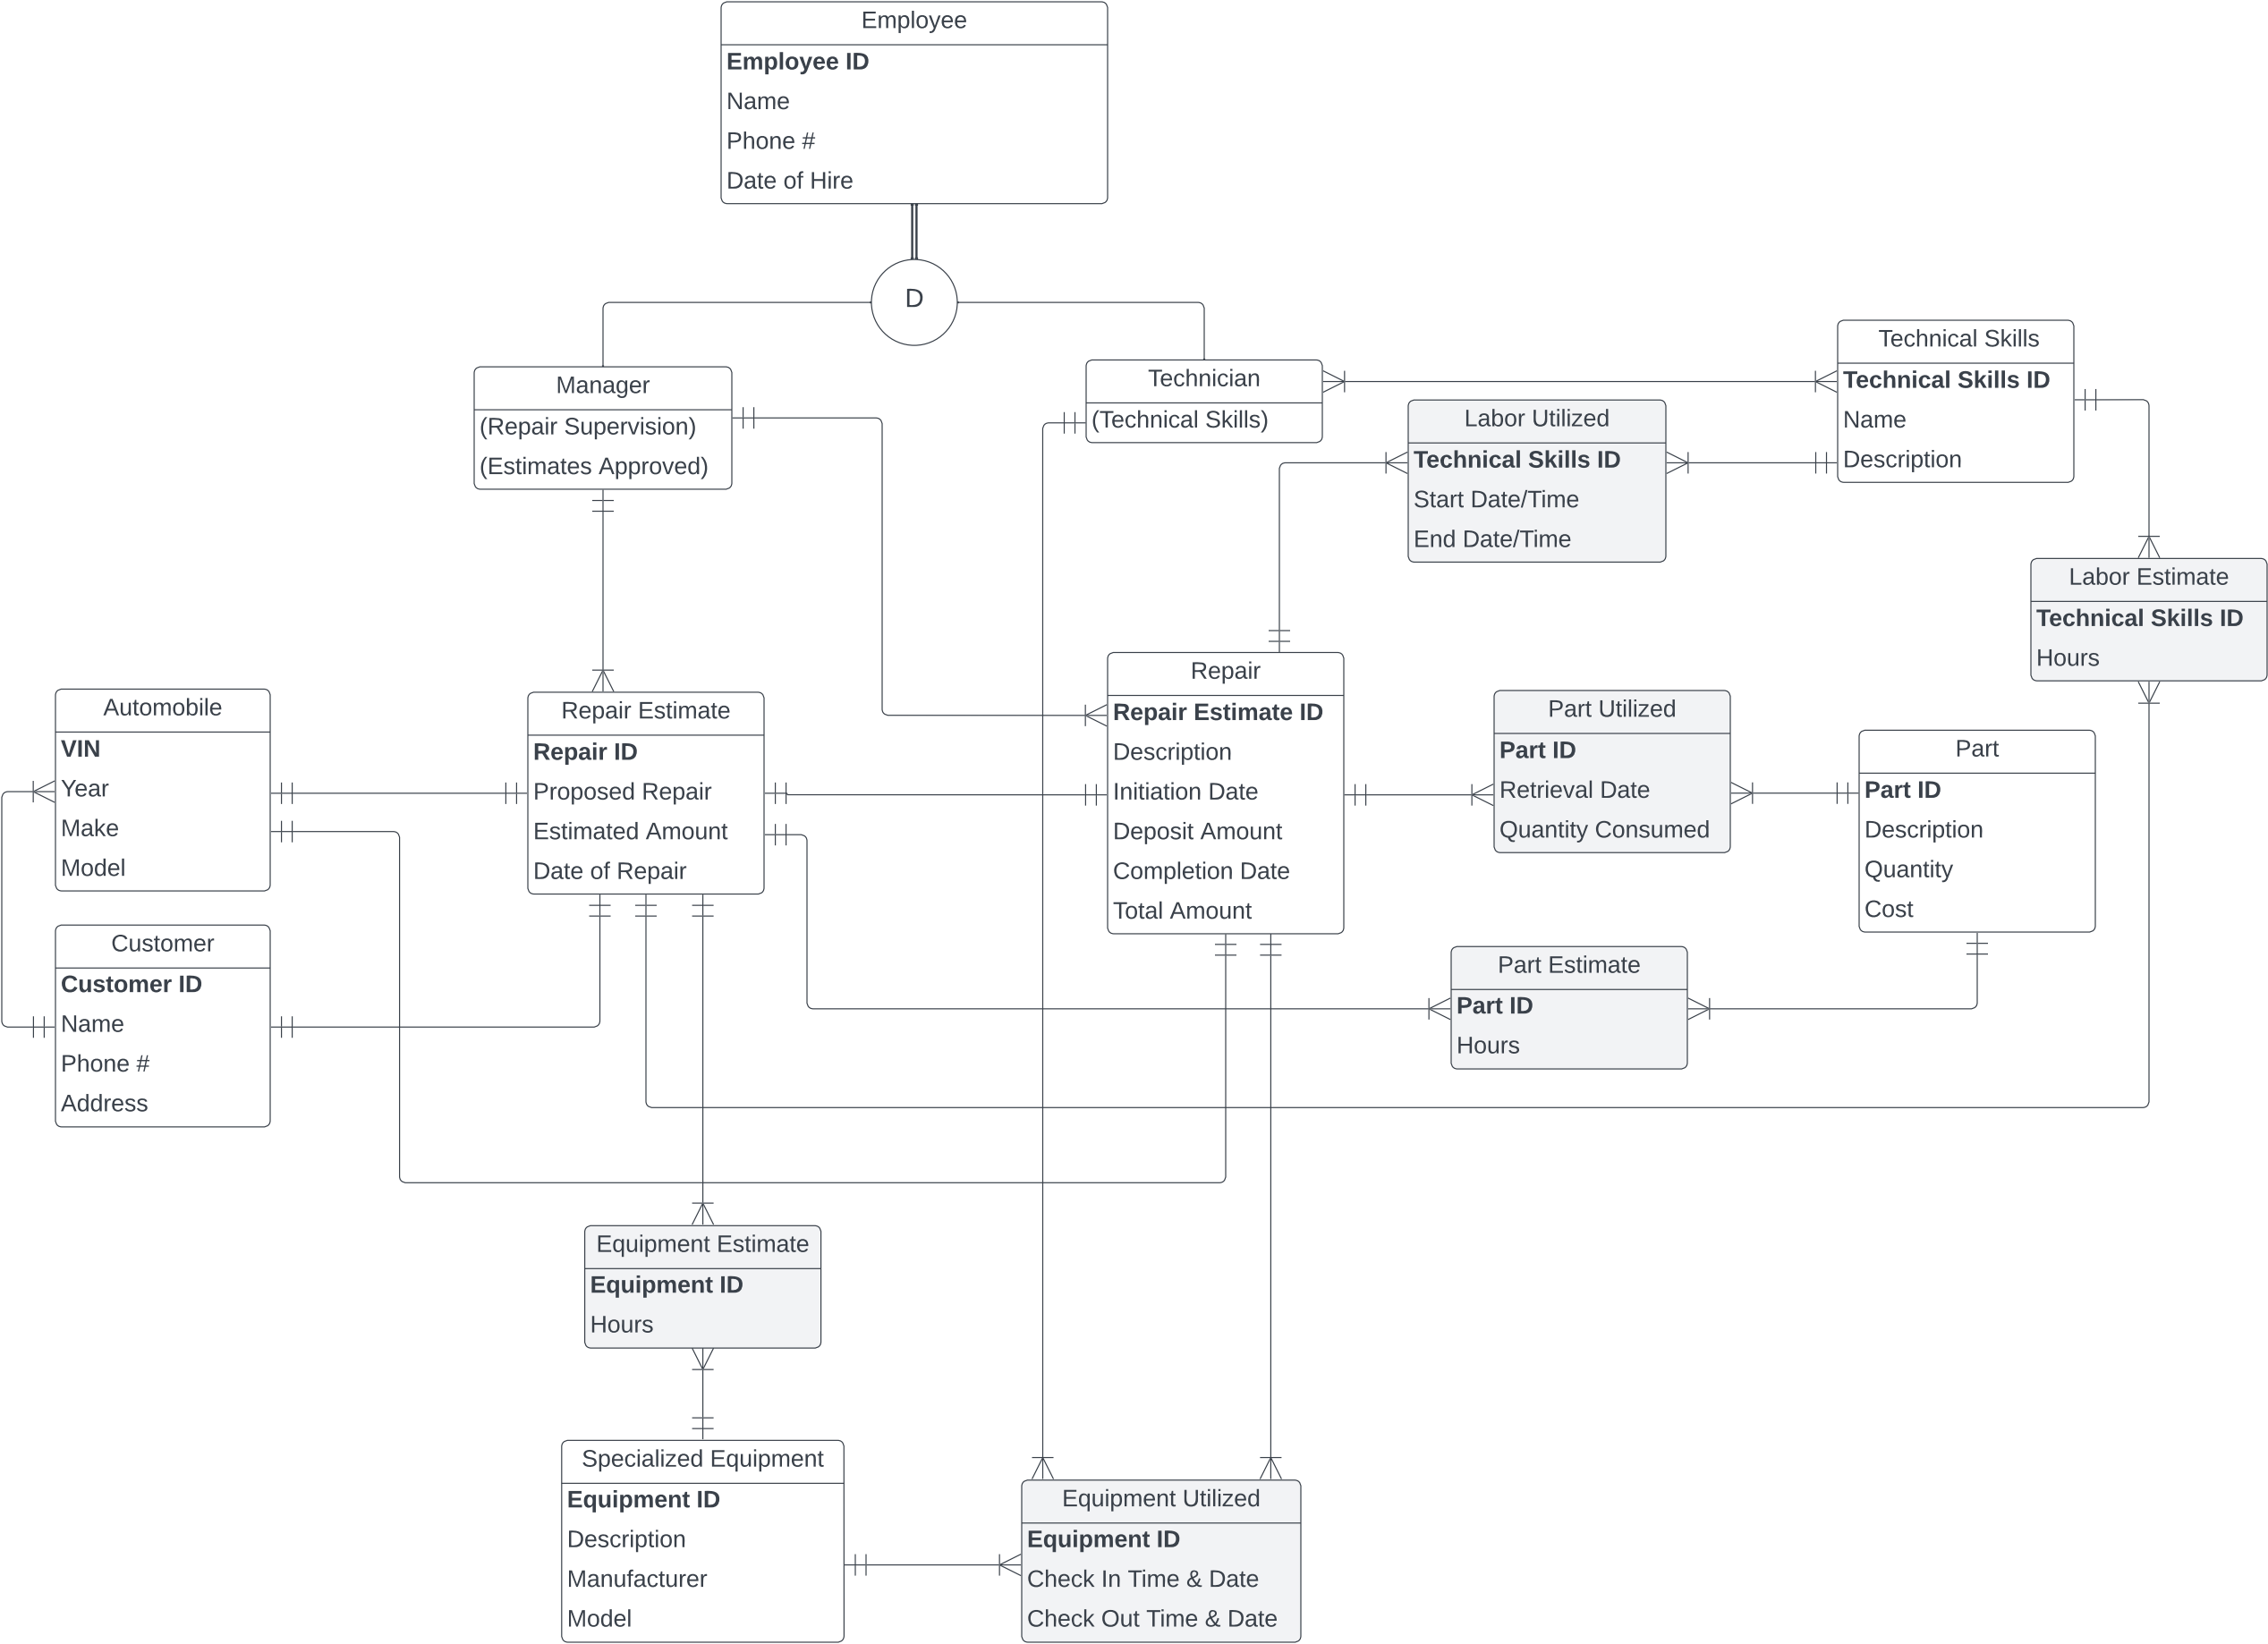 Employee
Employee ID
Name
Phone #
Date of Hire
D
Manager
(Repair Supervision)
(Estimates Approved)
Technician
(Technical Skills)
Technical Skills
Technical Skills ID
Name
Description
Labor Utilized
Technical Skills ID
Start Date/Time
End Date/Time
Labor Estimate
Technical Skills ID
Hours
Automobile
VIN
Year
Make
Model
Repair Estimate
Repair ID
Proposed Repair
Estimated Amount
Date of Repair
Repair
Repair Estimate ID
Description
Initiation Date
Deposit Amount
Completion Date
Total Amount
Part Utilized
Part ID
Retrieval Date
Quantity Consumed
Part
Part ID
Description
Quantity
Cost
Customer
Customer ID
Name
Phone #
Address
Part Estimate
Part ID
Hours
Equipment Estimate
Equipment ID
Hours
Specialized Equipment
Equipment ID
Description
Manufacturer
Model
Equipment Utilized
Equipment ID
Check In Time & Date
Check Out Time & Date